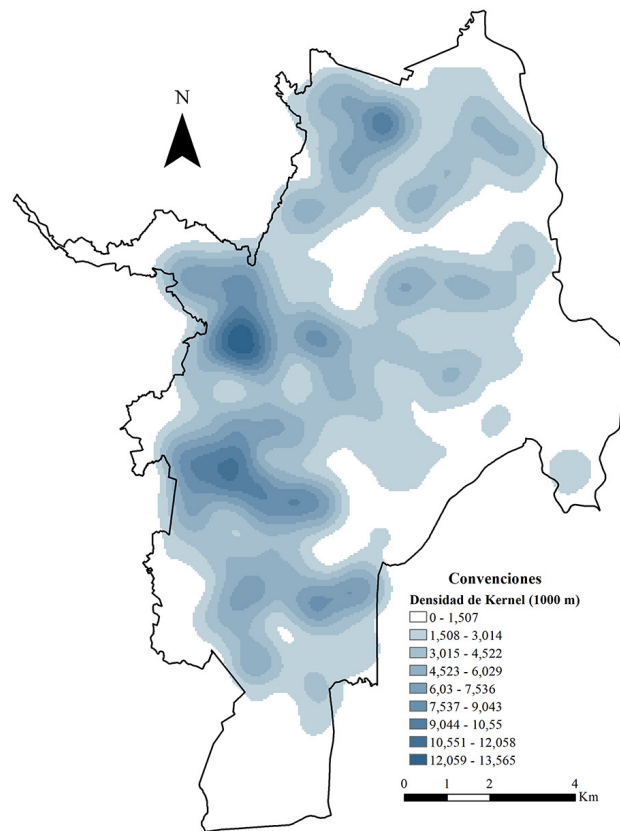 N
Convenciones
Densidad de Kernel (1000 m)
0 - 1,507
1,508 - 3,014
3,015 - 4,522
4,523 - 6,029
6,03 - 7,536
7,537 - 9,043
9,044 - 10,55
10,551 - 12,058
12,059 - 13,565
0 2 4
Km